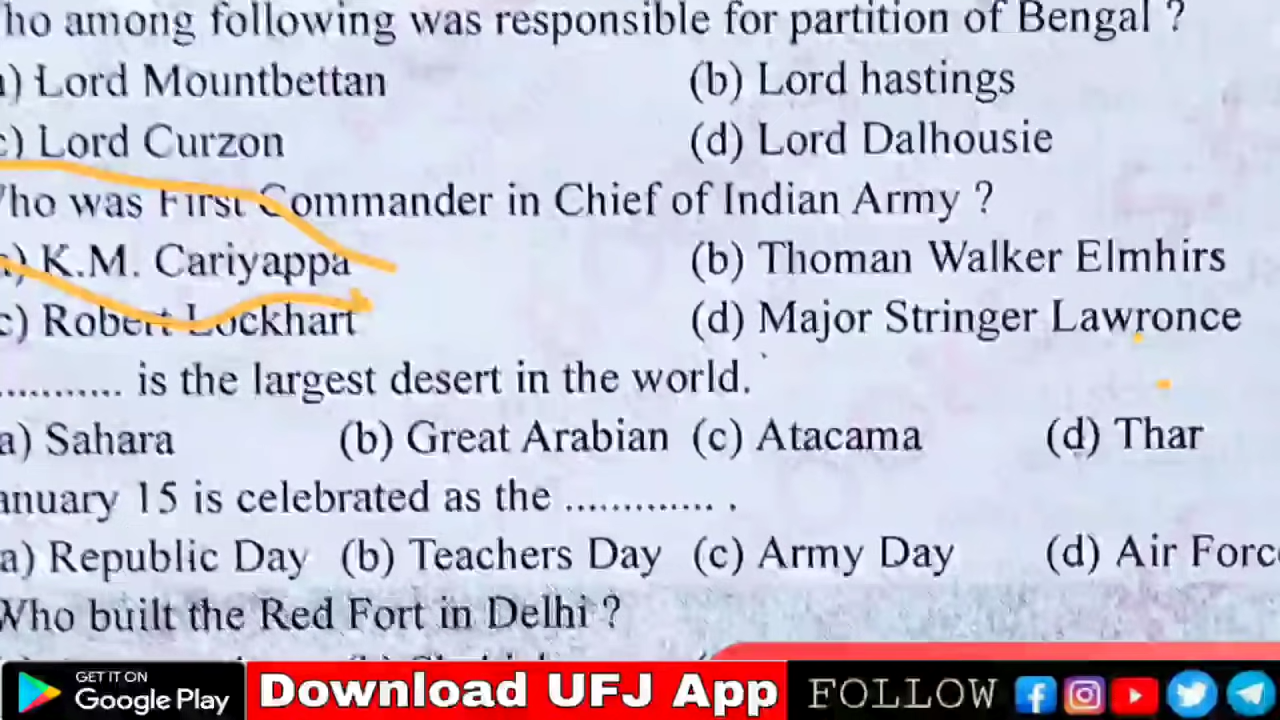 ho among following was responsible for partition of Bengal ?
) Lord Mountbettan (b) Lord hastings
c) Lord Curzon (d) Lord Dalhousie
ho was First Commander in Chief of Indian Army ?
) K.M. Cariyappa (b) Thoman Walker Elmhirs
c) Robert Lockhart (d) Major Stringer Lawronce
........... is the largest desert in the world.
a) Sahara (b) Great Arabian (c) Atacama (d) Thar
anuary 15 is celebrated as the ............. .
a) Republic Day (b) Teachers Day (c) Army Day (d) Air Forc
Who built the Red Fort in Delhi ?
GET IT ON
Google Play
Download UFJ App
FOLLOW